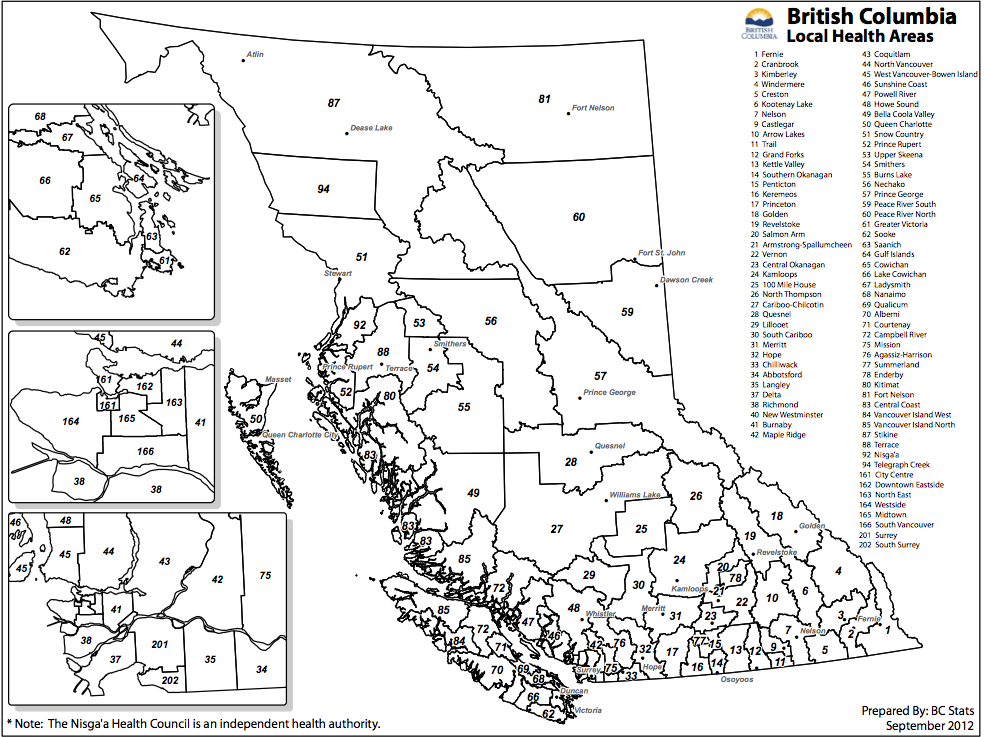 BRITISH
COLUMBIA
British Columbia
Local Health Areas
1 Fernie
2 Cranbrook
3 Kimberley
4 Windermere
5 Creston
6 Kootenay Lake
7 Nelson
9 Castlegar
10 Arrow Lakes
11 Trail
12 Grand Forks
13 Kettle Valley
14 Southern Okanagan
15 Penticton
16 Keremeos
17 Princeton
18 Golden
19 Revelstoke
20 Salmon Arm
21 Armstrong-Spallumcheen
22 Vernon
23 Central Okanagan
24 Kamloops
25 100 Mile House
26 North Thompson
27 Cariboo-Chilcotin
28 Quesnel
29 Lillooet
30 South Cariboo
31 Merritt
32 Hope
33 Chilliwack
34 Abbotsford
35 Langley
37 Delta
38 Richmond
40 New Westminster
41 Burnaby
42 Maple Ridge
43 Coquitlam
44 North Vancouver
45 West Vancouver-Bowen Island
46 Sunshine Coast
47 Powell River
48 Howe Sound
49 Bella Coola Valley
50 Queen Charlotte
51 Snow Country
52 Prince Rupert
53 Upper Skeena
54 Smithers
55 Burns Lake
56 Nechako
57 Prince George
59 Peace River South
60 Peace River North
61 Greater Victoria
62 Sooke
63 Saanich
64 Gulf Islands
65 Cowichan
66 Lake Cowichan
67 Ladysmith
68 Nanaimo
69 Qualicum
70 Alberni
71 Courtenay
72 Campbell River
75 Mission
76 Agassiz-Harrison
77 Summerland
78 Enderby
80 Kitimat
81 Fort Nelson
83 Central Coast
84 Vancouver Island West
85 Vancouver Island North
87 Stikine
88 Terrace
92 Nisga'a
94 Telegraph Creek
161 City Centre
162 Downtown Eastside
163 North East
164 Westside
165 Midtown
166 South Vancouver
201 Surrey
202 South Surrey
Atlin
87
81
Fort Nelson
Dease Lake
94
60
51
Fort St. John
Stewart
Dawson Creek
59
92
53
56
Smithers
88
54
Prince Rupert
Terrace
57
Masset
52
80
Prince George
55
50
Queen Charlotte City
83
Quesnel
28
49
Williams Lake
26
18
83
27
25
Golden
83
19
Revelstoke
85
24
20
4
29
78
72
30
Kamloops
21
6
10
22
85
48
Whistler
Merritt
31
23
3
Fernie
47
72
46
7
Nelson
2
1
84
71
42
76
32
17
77
15
13
12
9
5
70
69
Surrey
75
Hope
16
14
11
68
33
Osoyoos
66
Duncan
62
Victoria
68
67
66
64
65
62
63
61
45
44
161
162
161
163
164
165
41
166
38
38
46
48
45
44
43
42
75
45
41
38
201
37
35
34
202
* Note: The Nisga'a Health Council is an independent health authority.
Prepared By: BC Stats
September 2012